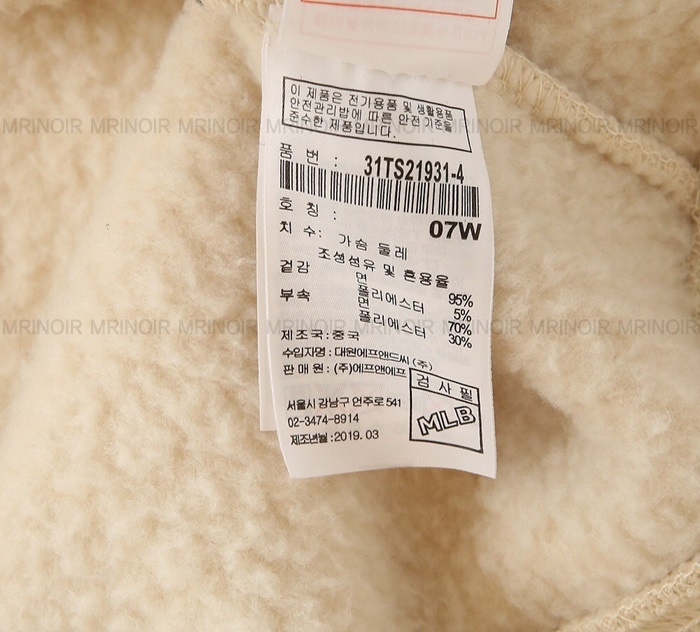 이 제품은 전기용품 및 생활용품
안전관리법에 따른 안전 기준을
준수한 제품입니다.
MRINOIR MRINOIR MRINOIR MRINOIR MRINOIR MRINOIR MRINOIR MRINOIR
품 번 : 31TS21931-4
호 칭 :
07W
치 수: 가슴 둘레
조성섬유 및 혼용율
겉감 면 95%
폴리에스터 5%
부속 면 70%
폴리에스터 30%
MRINOIR MRINOIR MRINOIR MRINOIR MRINOIR MRINOIR MRINOIR MRINOIR
제조국:중국
수입자명 : 대원에프앤드씨 (주)
판 매 원 : (주)에프앤에프
검 사 필
MLB
서울시 강남구 언주로 541
02-3474-8914
제조년월:2019. 03